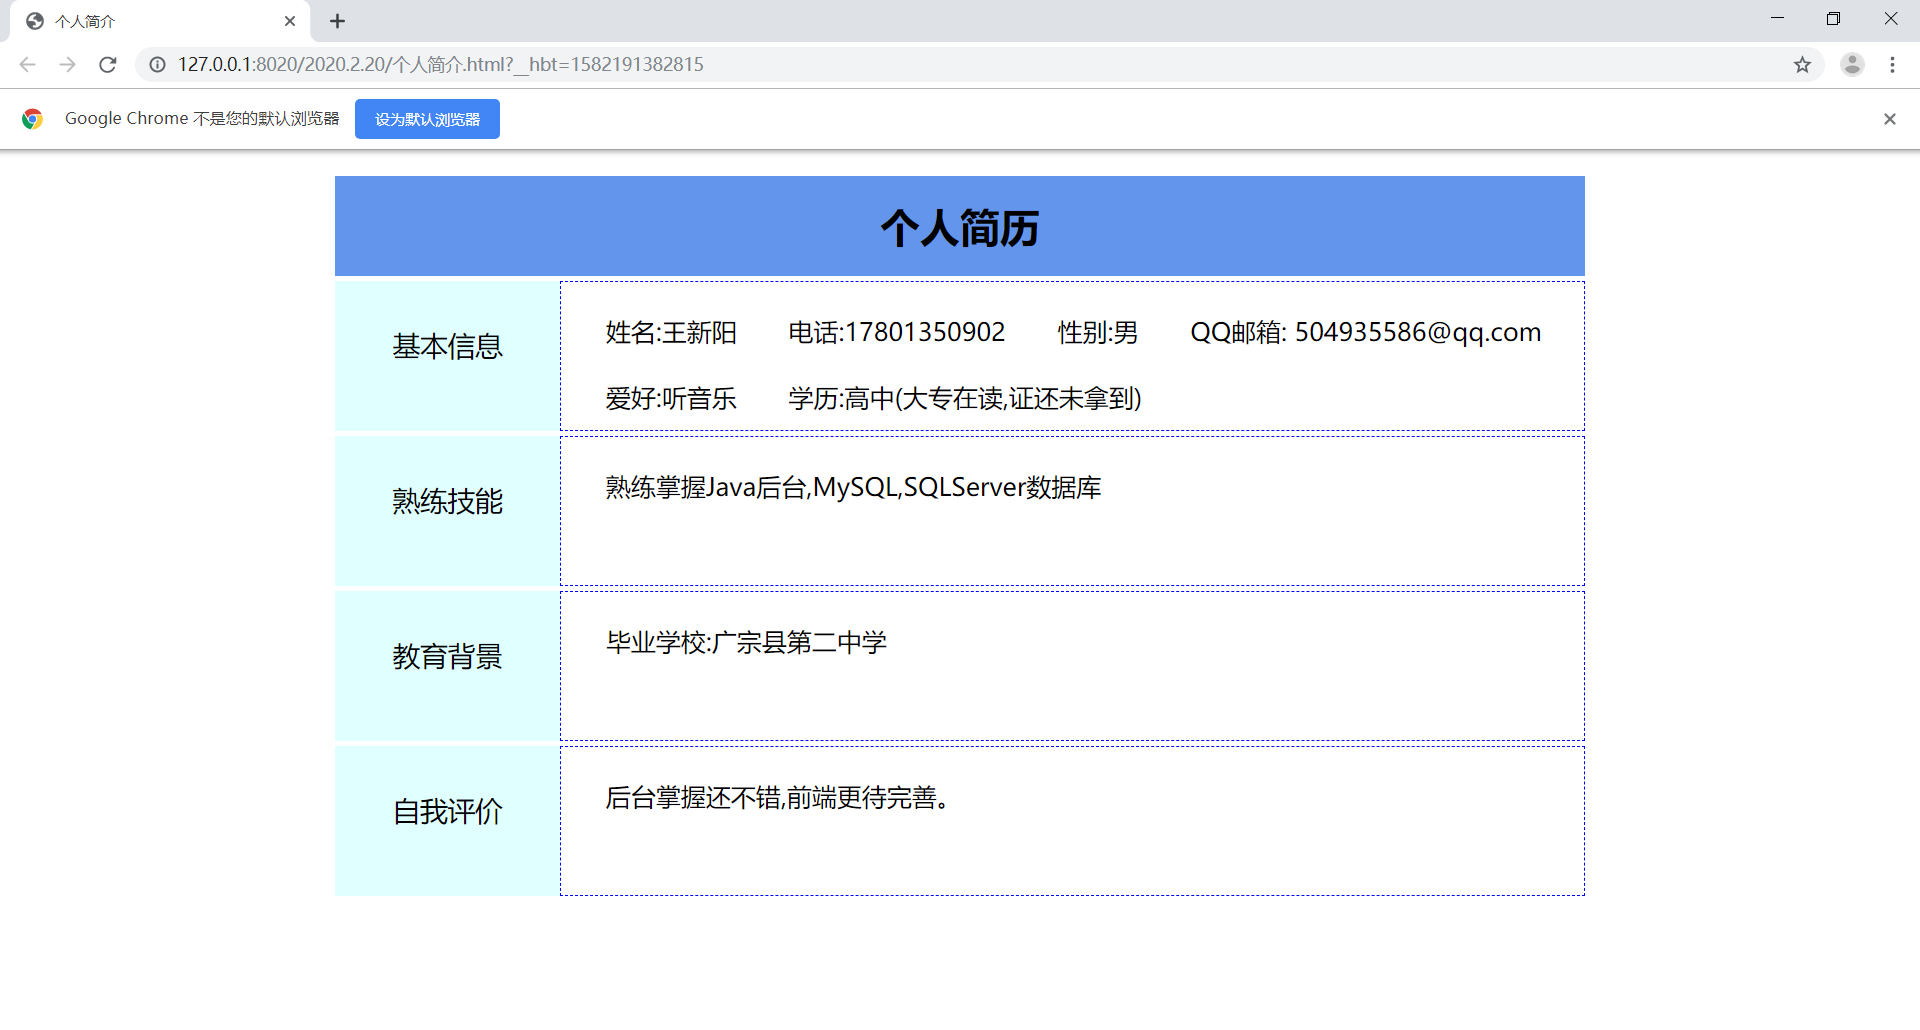 个人简介
127.0.0.1:8020/2020.2.20/个人简介.html?__hbt=1582191382815
Google Chrome 不是您的默认浏览器 设为默认浏览器
个人简历
基本信息
姓名:王新阳 电话:17801350902 性别:男 QQ邮箱: 504935586@qq.com
爱好:听音乐 学历:高中(大专在读,证还未拿到)
熟练技能
熟练掌握Java后台,MySQL,SQLServer数据库
教育背景
毕业学校:广宗县第二中学
自我评价
后台掌握还不错,前端更待完善。